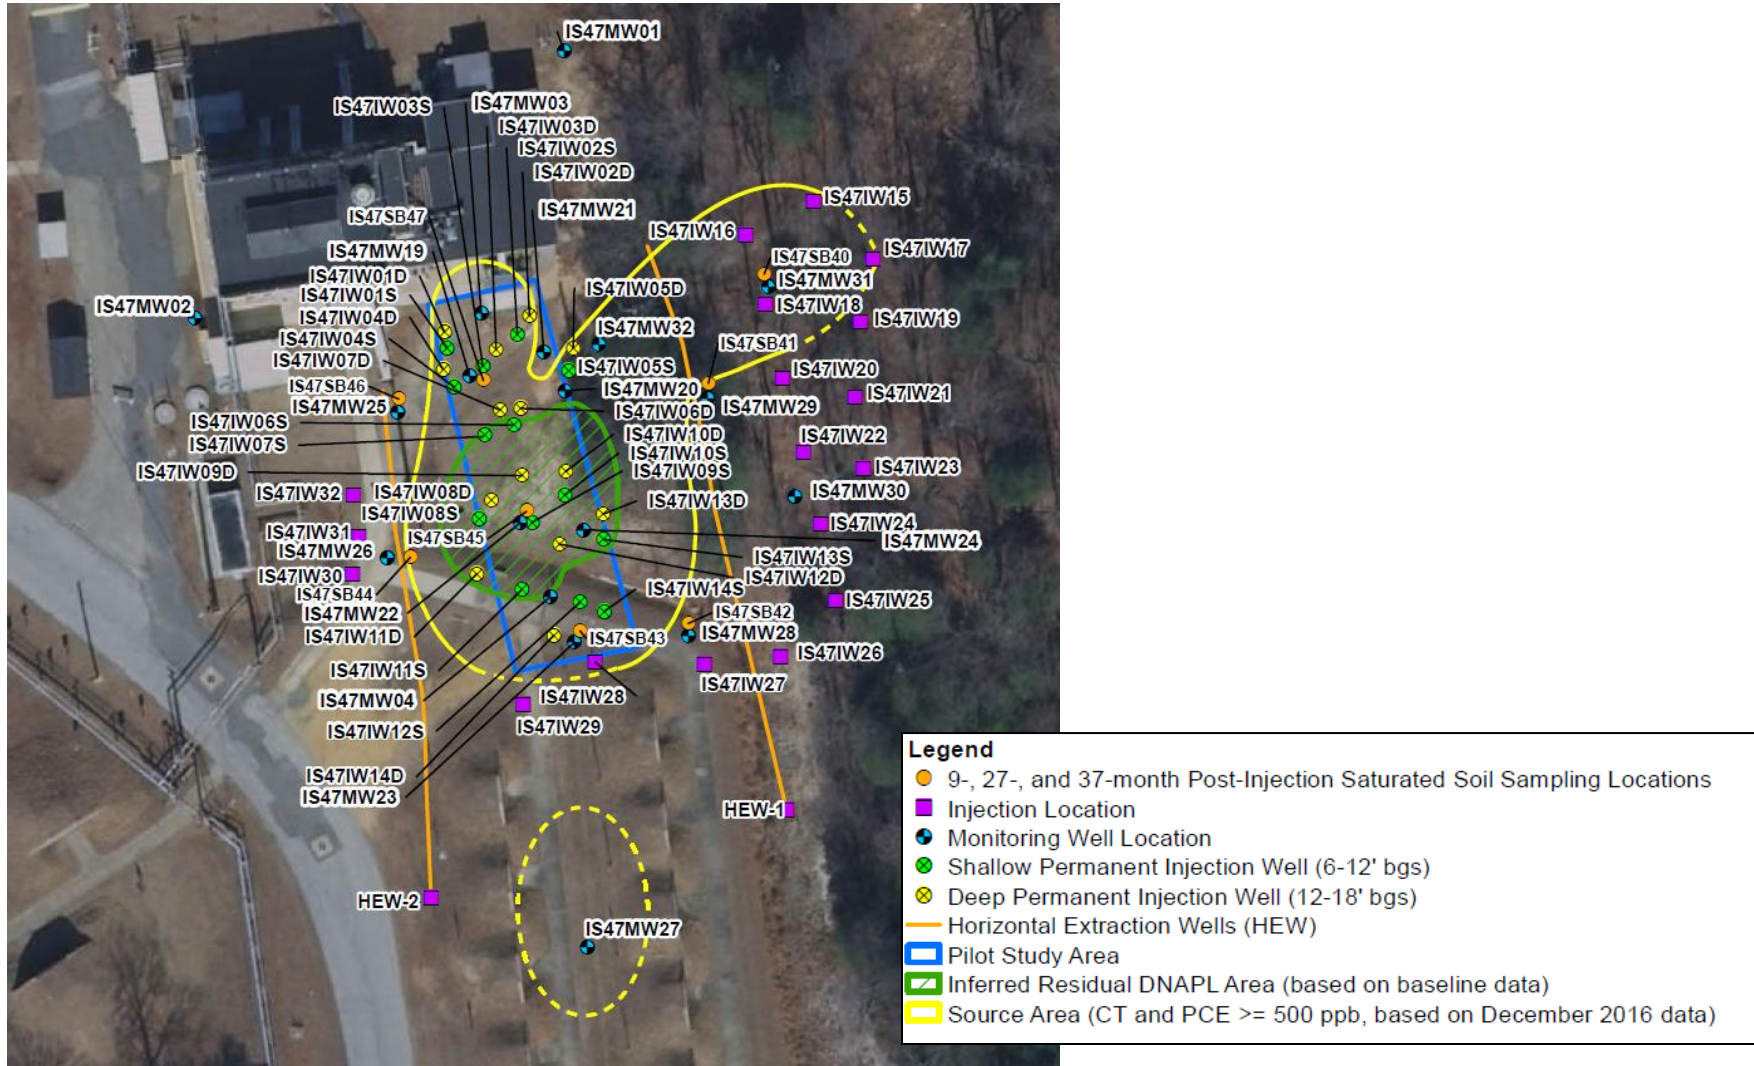 IS47MW01
IS47IW03S
IS47MW03
IS47IW03D
IS47IW02S
IS47IW02D
IS47SB47
IS47MW21
IS47IW15
IS47IW16
IS47MW19
IS47IW17
IS47SB40
IS47IW01D
IS47MW31
IS47IW05D
IS47IW01S
IS47MW02
IS47IW18
IS47IW04D
IS47IW19
IS47MW32
IS47IW04S
IS47SB41
IS47IW07D
IS47IW05S
IS47IW20
IS47SB46
IS47MW20
IS47IW21
IS47MW25
IS47MW29
IS47IW06D
IS47IW06S
IS47IW10D
IS47IW22
IS47IW07S
IS47IW10S
IS47IW09S
IS47IW23
IS47IW09D
IS47IW32
IS47IW08D
IS47MW30
IS47IW13D
IS47IW08S
IS47IW24
IS47IW31
IS47SB45
IS47MW24
IS47MW26
IS47IW13S
IS47IW30
IS47IW12D
IS47IW14S
IS47SB44
IS47IW25
IS47MW22
IS47SB42
IS47IW11D
IS47SB43
IS47MW28
IS47IW26
IS47IW11S
IS47IW27
IS47MW04
IS47IW28
IS47IW12S
IS47IW29
IS47IW14D
IS47MW23
HEW-1
HEW-2
IS47MW27
Legend
9-, 27-, and 37-month Post-Injection Saturated Soil Sampling Locations
Injection Location
Monitoring Well Location
Shallow Permanent Injection Well (6-12' bgs)
Deep Permanent Injection Well (12-18' bgs)
Horizontal Extraction Wells (HEW)
Pilot Study Area
Inferred Residual DNAPL Area (based on baseline data)
Source Area (CT and PCE >= 500 ppb, based on December 2016 data)